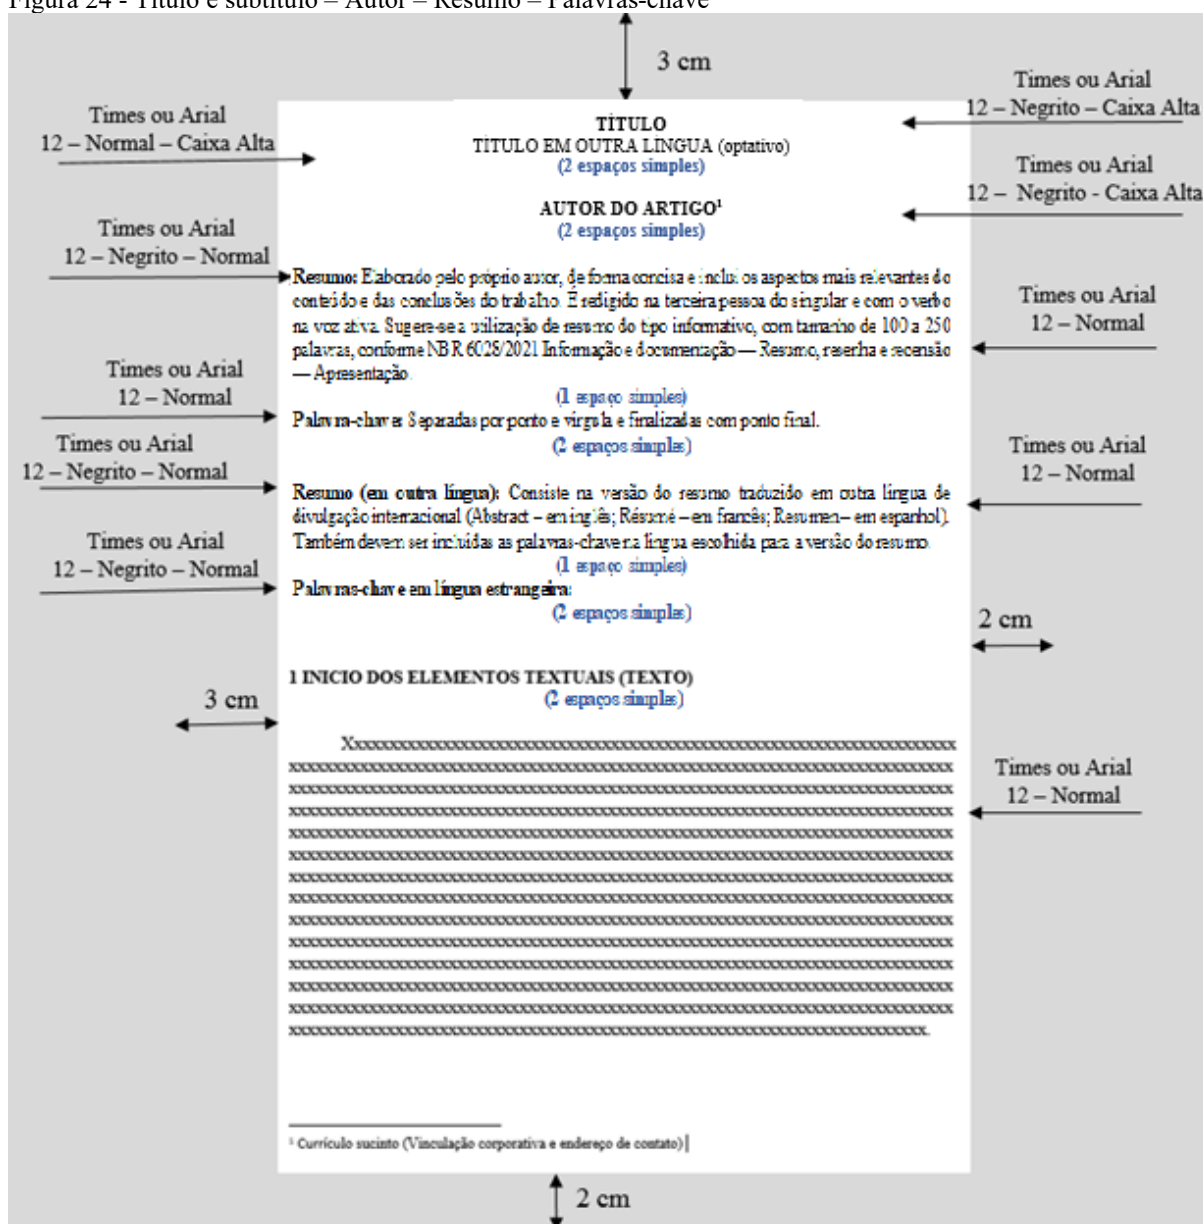 Figura 24 - Título e subtítulo – Autor – Resumo – Palavras-chave
3 cm
Times ou Arial
12 – Normal – Caixa Alta
Times ou Arial
12 – Negrito – Caixa Alta
TÍTULO
TÍTULO EM OUTRA LINGUA (optativo)
(2 espaços simples)
Times ou Arial
12 – Negrito - Caixa Alta
AUTOR DO ARTIGO¹
(2 espaços simples)
Times ou Arial
12 – Negrito – Normal
Resumo: Elaborado pelo próprio autor, de forma concisa e inclui os aspectos mais relevantes do
conteúdo e das conclusões do trabalho. É redigido na terceira pessoa do singular e com o verbo
na voz ativa. Sugere-se a utilização de resumo do tipo informativo, com tamanho de 100 a 250
palavras, conforme NBR 6028/2021 Informação e documentação — Resumo, resenha e recensão
— Apresentação.
Times ou Arial
12 – Normal
(1 espaço simples)
Times ou Arial
12 – Normal
Palavra-chave: Separadas por ponto e vírgula e finalizadas com ponto final.
(2 espaços simples)
Times ou Arial
12 – Negrito – Normal
Times ou Arial
12 – Normal
Resumo (em outra língua): Consiste na versão do resumo traduzido em outra língua de
divulgação internacional (Abstract – em inglês; Résumé – em francês; Resumen– em espanhol).
Também devem ser incluídas as palavras-chave na língua escolhida para a versão do resumo.
(1 espaço simples)
Times ou Arial
12 – Negrito – Normal
Palavras-chave em língua estrangeira:
(2 espaços simples)
2 cm
1 INICIO DOS ELEMENTOS TEXTUAIS (TEXTO)
(2 espaços simples)
3 cm
Times ou Arial
12 – Normal
¹ Currículo sucinto (Vinculação corporativa e endereço de contato)
2 cm